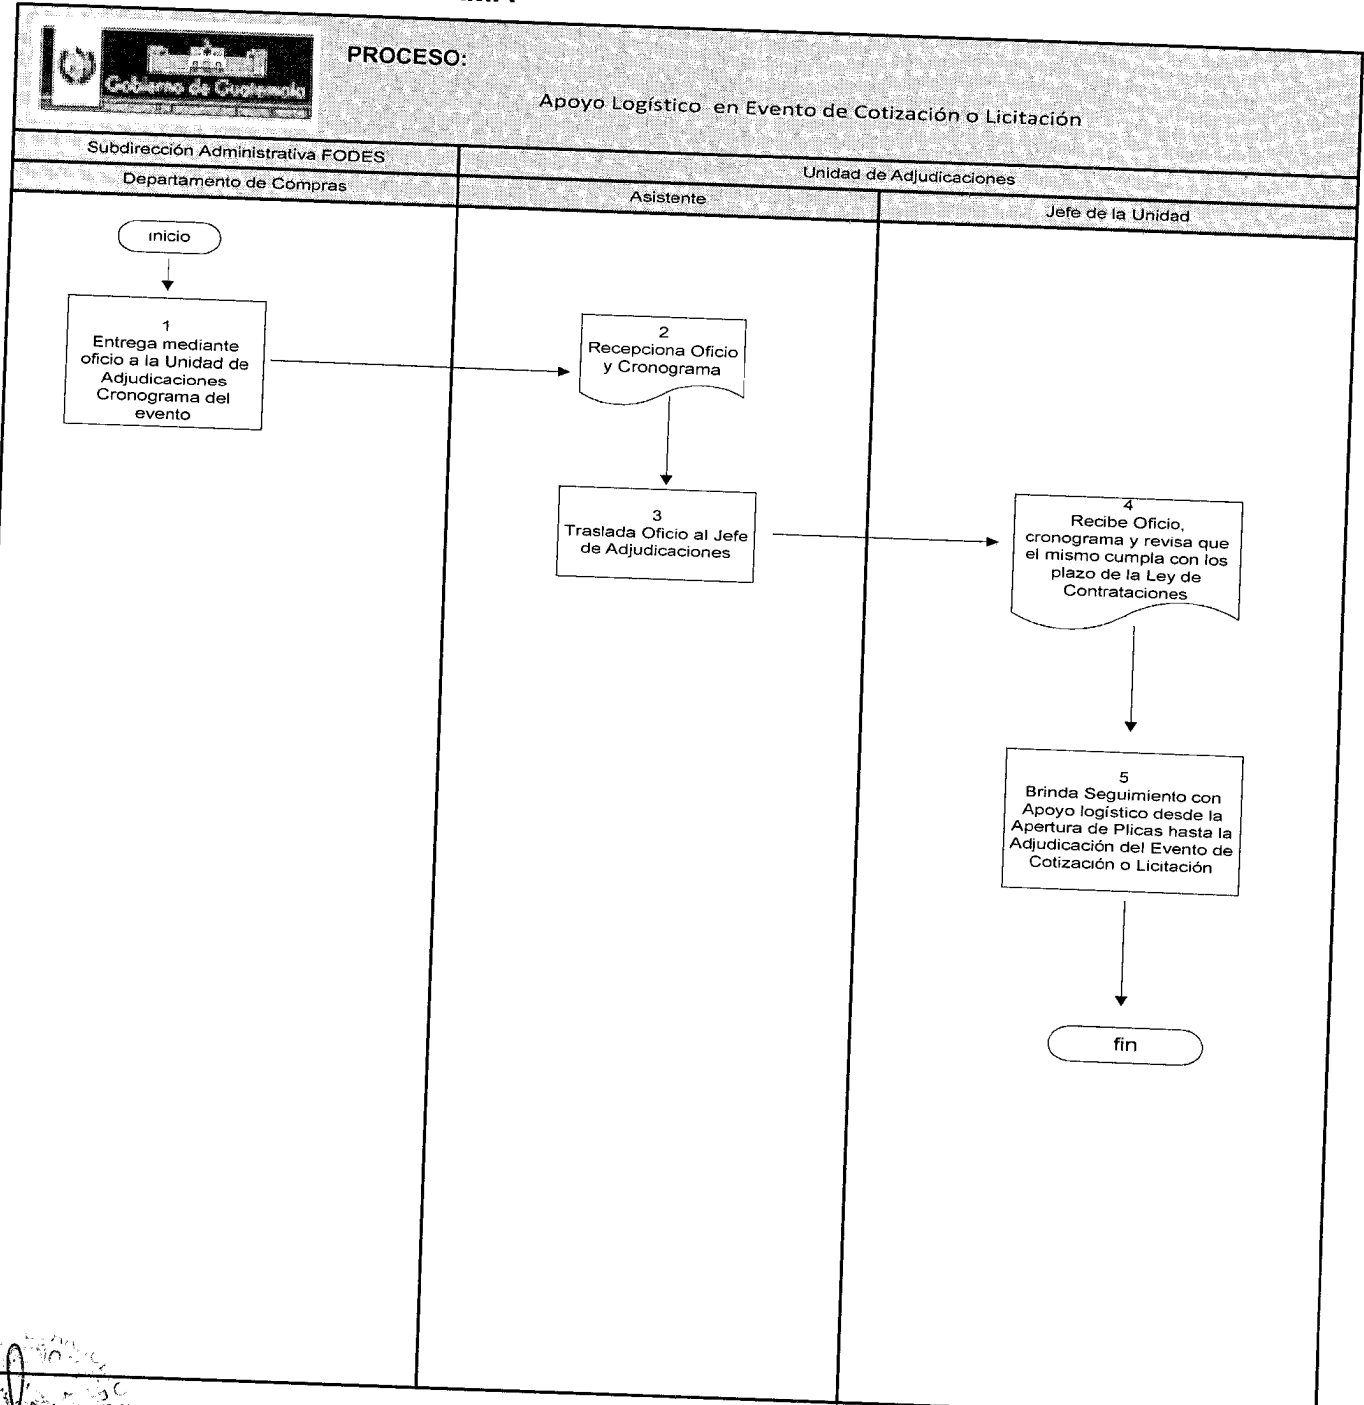 Gobierno de Guatemala
PROCESO:
Apoyo Logístico en Evento de Cotización o Licitación
Subdirección Administrativa FODES
Unidad de Adjudicaciones
Departamento de Compras
Asistente
Jefe de la Unidad
inicio
1
Entrega mediante
oficio a la Unidad de
Adjudicaciones
Cronograma del
evento
2
Recepciona Oficio
y Cronograma
3
Traslada Oficio al Jefe
de Adjudicaciones
4
Recibe Oficio,
cronograma y revisa que
el mismo cumpla con los
plazo de la Ley de
Contrataciones
5
Brinda Seguimiento con
Apoyo logístico desde la
Apertura de Plicas hasta la
Adjudicación del Evento de
Cotización o Licitación
fin